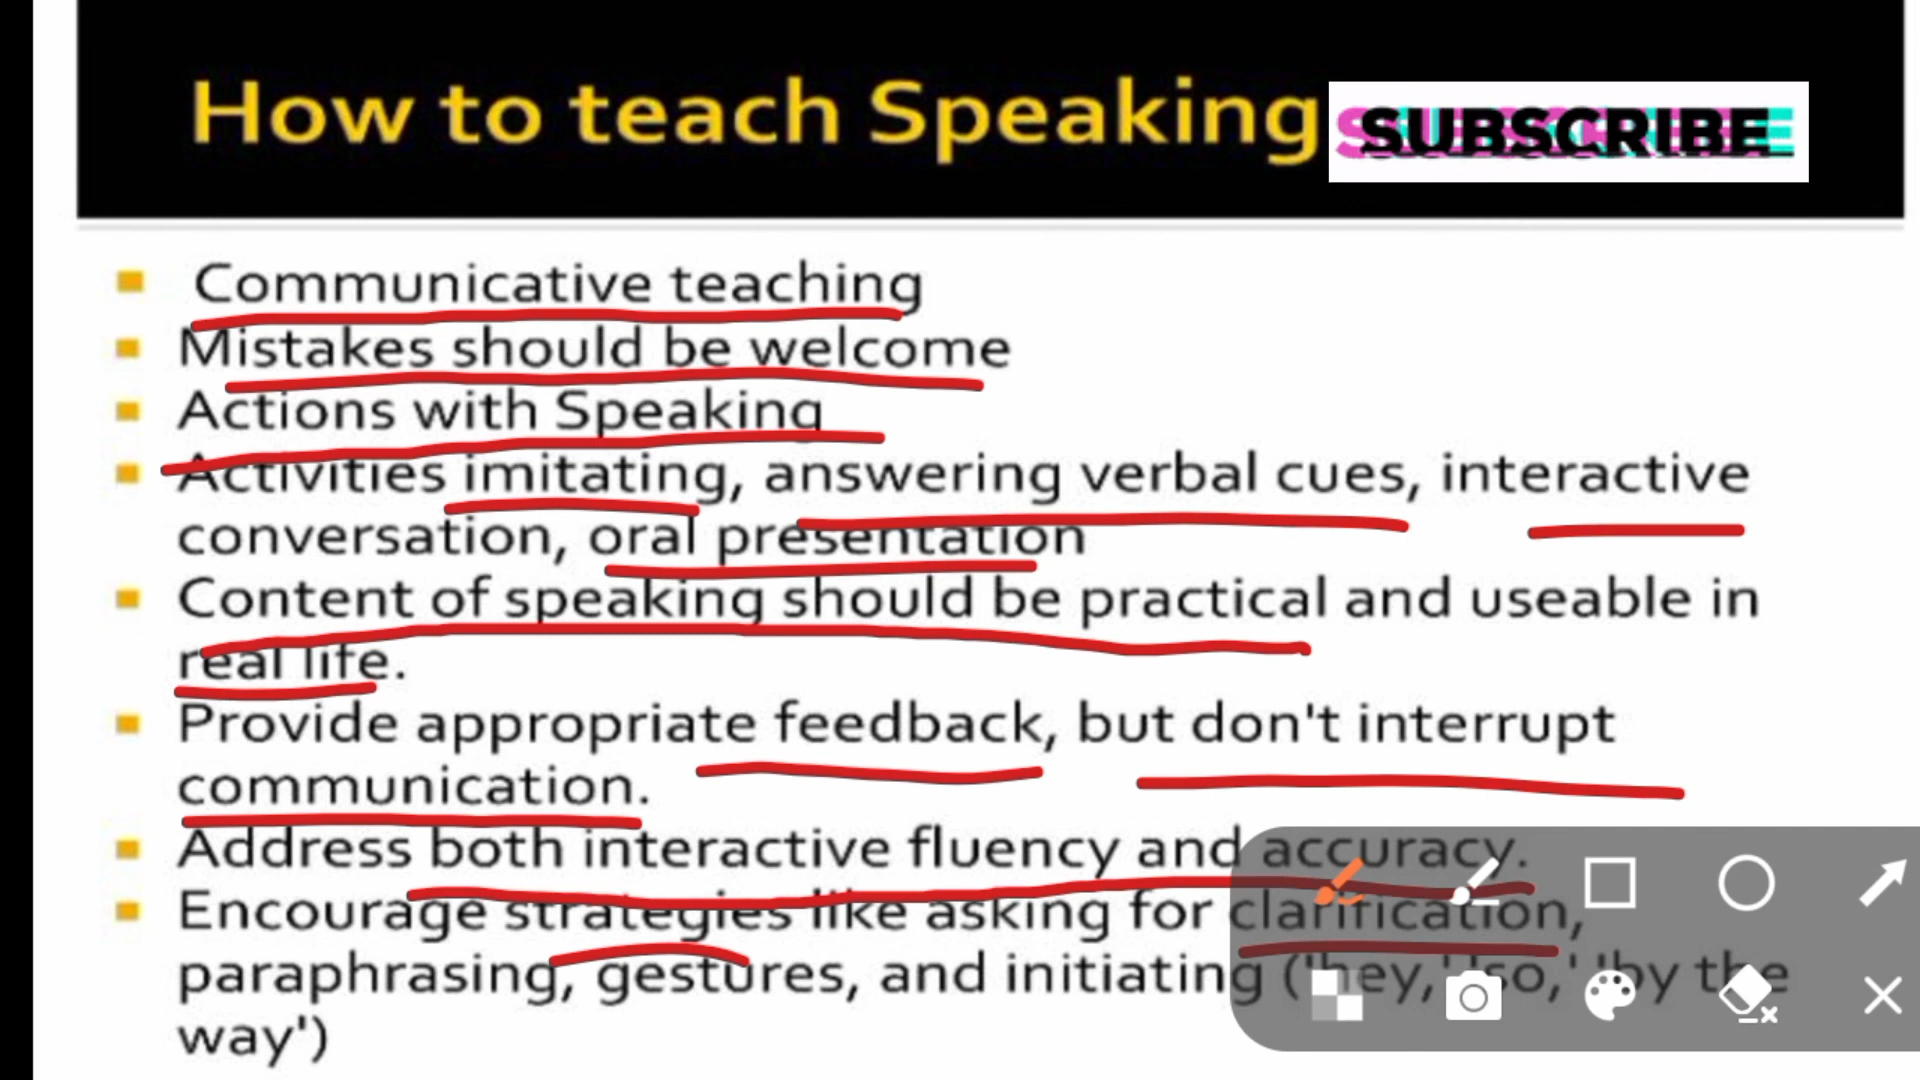 How to teach Speaking
SUBSCRIBE
Communicative teaching
Mistakes should be welcome
Actions with Speaking
Activities imitating, answering verbal cues, interactive
conversation, oral presentation
Content of speaking should be practical and useable in
real life.
Provide appropriate feedback, but don't interrupt
communication.
Address both interactive fluency and accuracy.
Encourage strategies like asking for clarification,
paraphrasing, gestures, and initiating ('hey,' 'so,' 'by the
way')